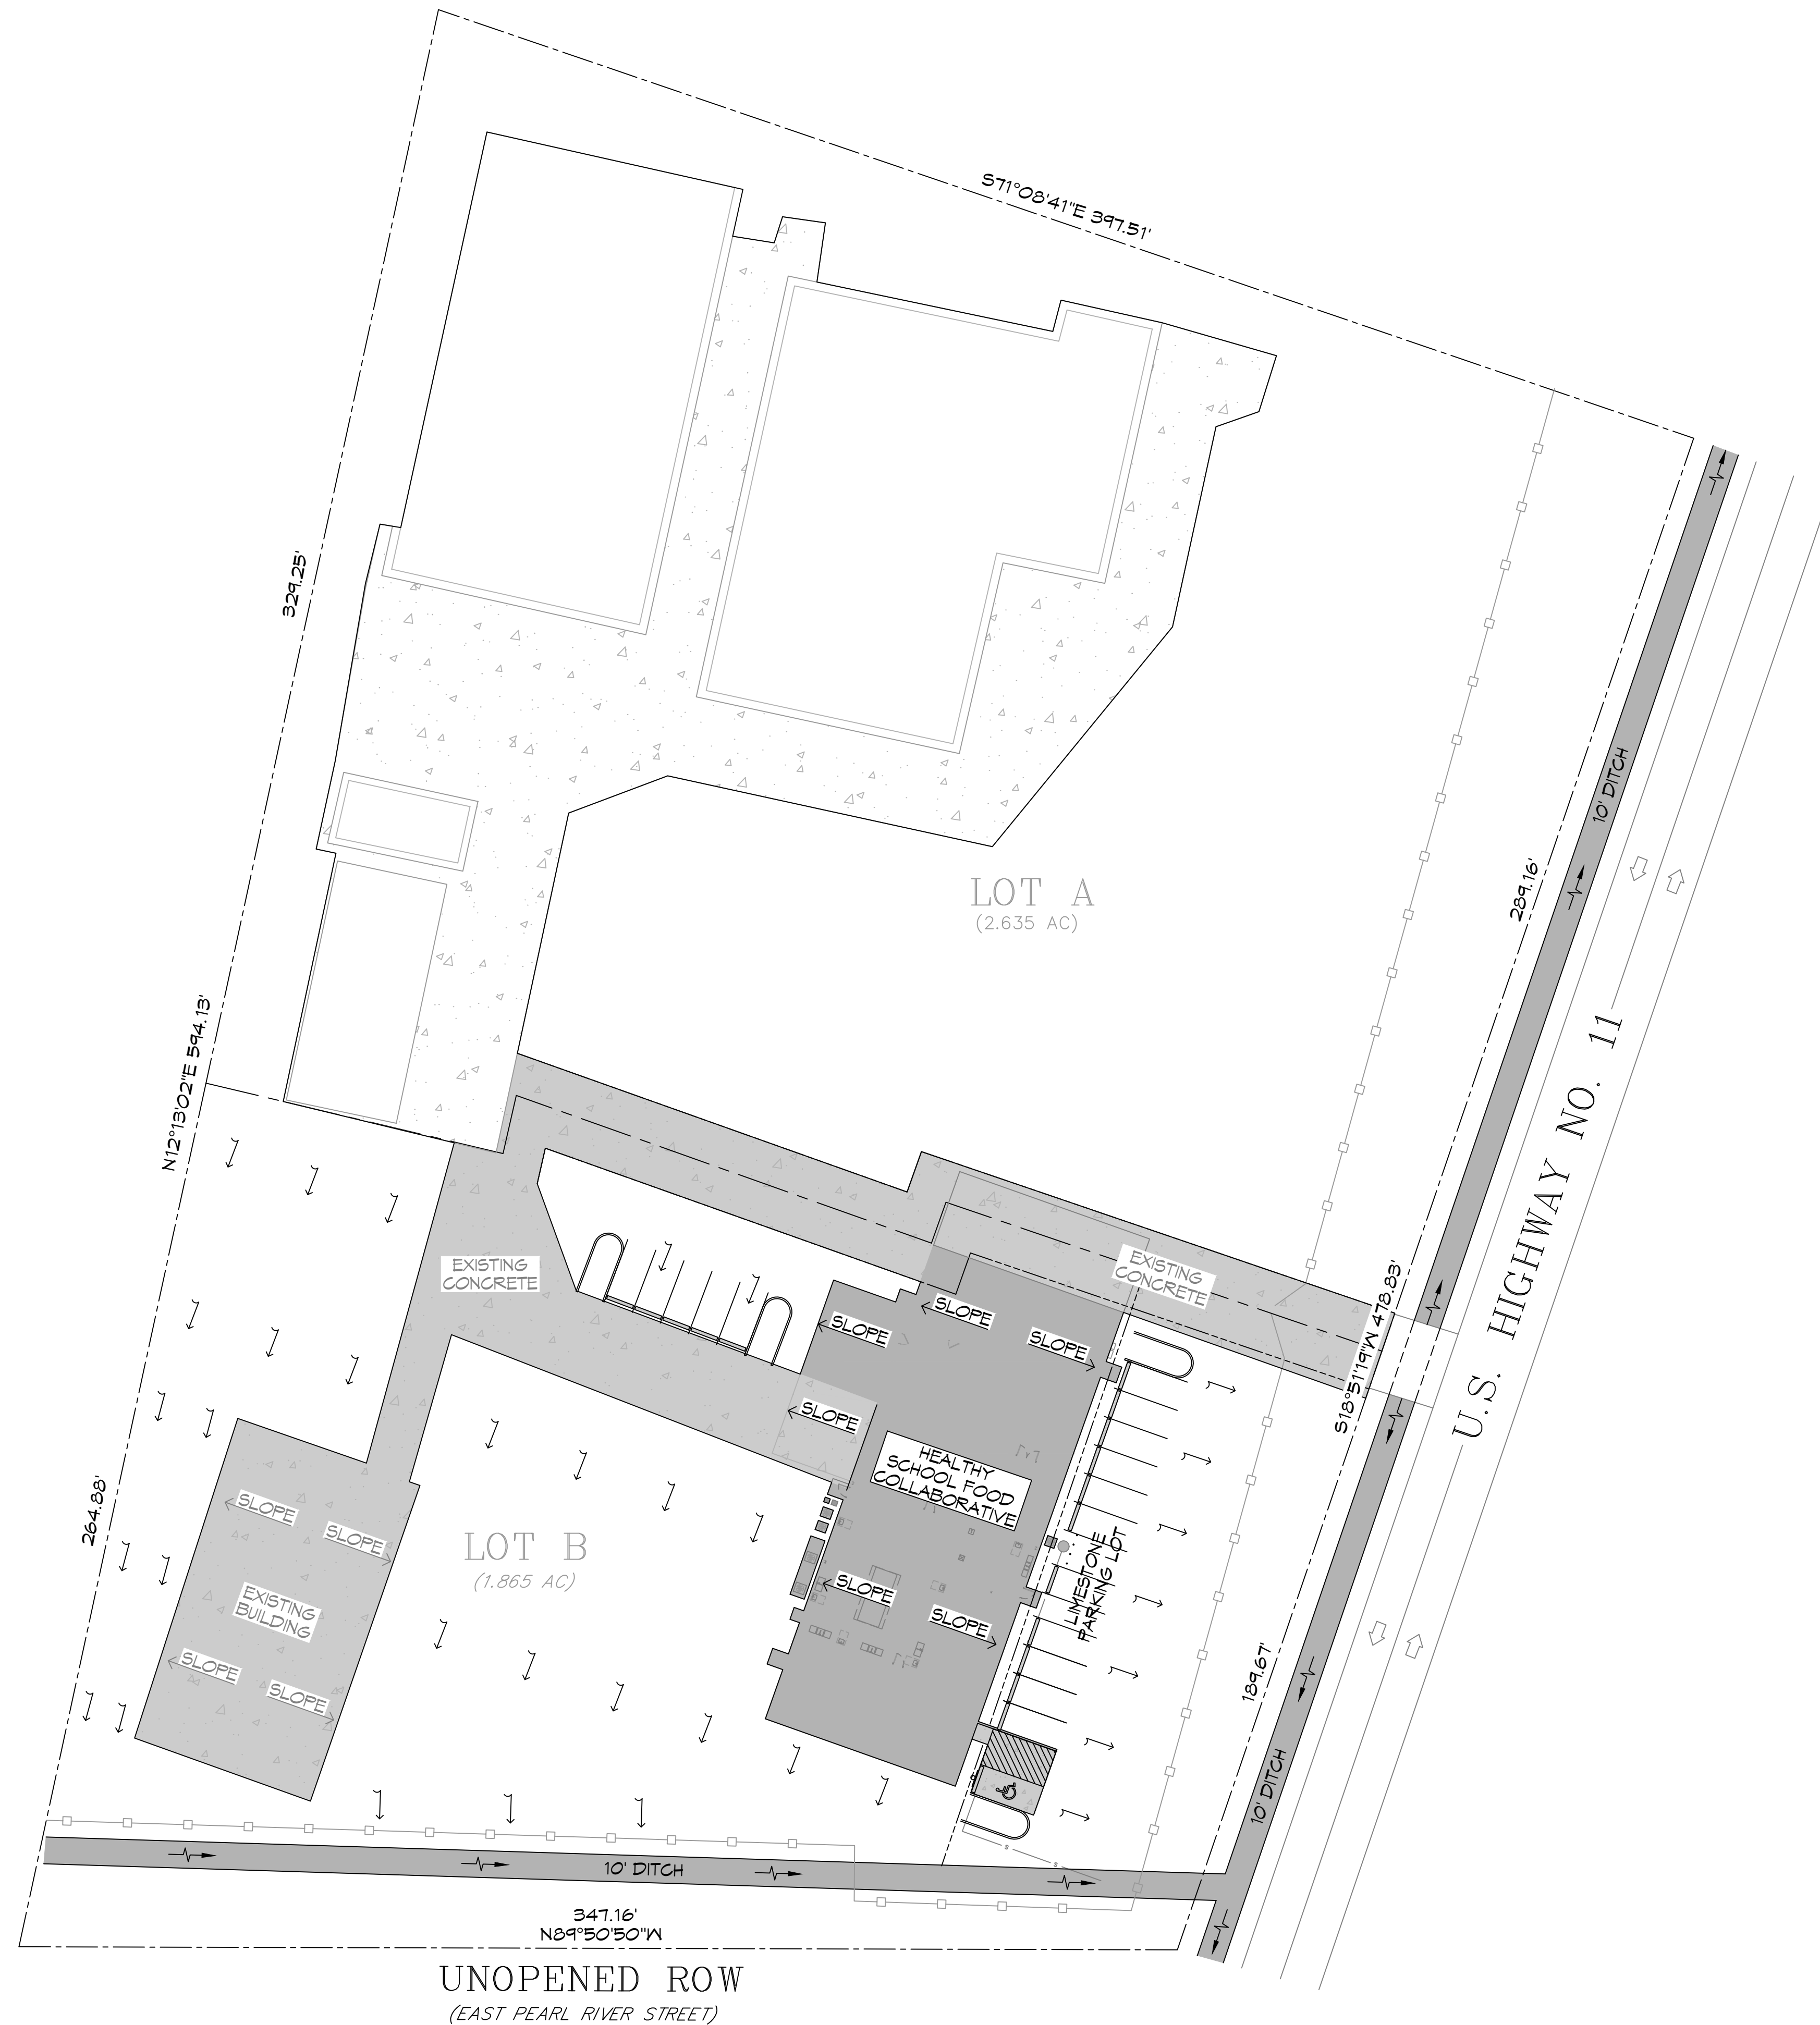 S71°08'41"E 397.51'
329.25'
10' DITCH
LOT A
(2.635 AC)
289.16'
N12°13'02"E 594.13'
U.S. HIGHWAY NO. 11
EXISTING
CONCRETE
EXISTING
CONCRETE
S18°51'19"W 478.83'
SLOPE
SLOPE
SLOPE
SLOPE
HEALTHY
SCHOOL FOOD
COLLABORATIVE
264.88'
SLOPE
SLOPE
LOT B
(1.865 AC)
LIMESTONE
PARKING LOT
EXISTING
BUILDING
SLOPE
SLOPE
SLOPE
SLOPE
189.67'
10' DITCH
s
s
10' DITCH
347.16'
N89°50'50"W
UNOPENED ROW
(EAST PEARL RIVER STREET)